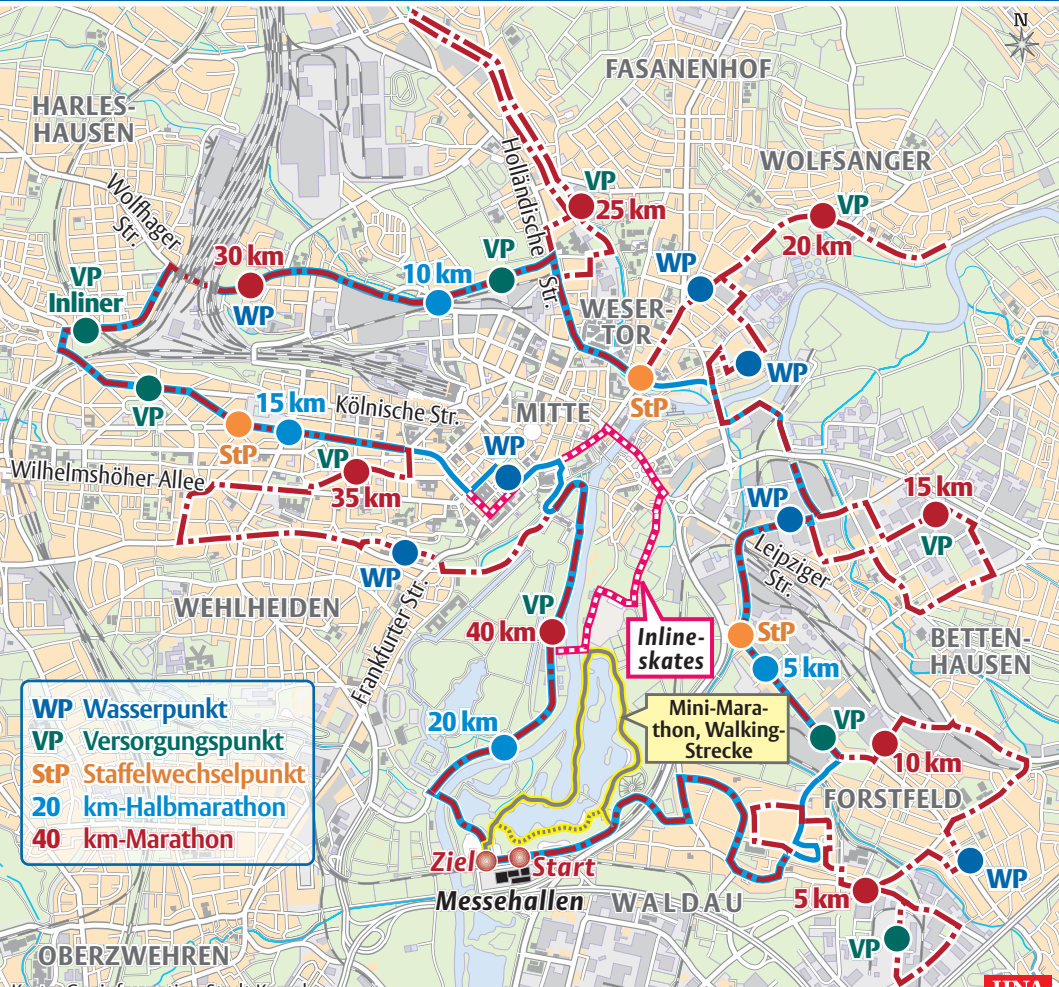 N
FASANENHOF
HARLES-
HAUSEN
Holländische
Str.
WOLFSANGER
Wolfhager
Str.
VP
25 km
VP
20 km
30 km
WP
10 km
VP
WP
VP
Inliner
WESER-
TOR
WP
StP
VP
15 km
Kölnische Str.
MITTE
StP
WP
VP
35 km
Wilhelmshöher Allee
WP
15 km
VP
Leipziger
Str.
WP
WEHLHEIDEN
Frankfurter Str.
VP
40 km
Inline-
skates
StP
5 km
BETTEN-
HAUSEN
WP Wasserpunkt
VP Versorgungspunkt
StP Staffelwechselpunkt
20 km-Halbmarathon
40 km-Marathon
20 km
Mini-Mara-
thon, Walking-
Strecke
VP
10 km
FORSTFELD
Ziel
Start
Messehallen
WALDAU
5 km
WP
VP
OBERZWEHREN
HNA